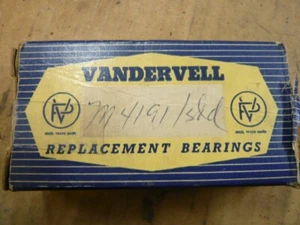 VANDERVELL
M4191/std
REPLACEMENT BEARINGS